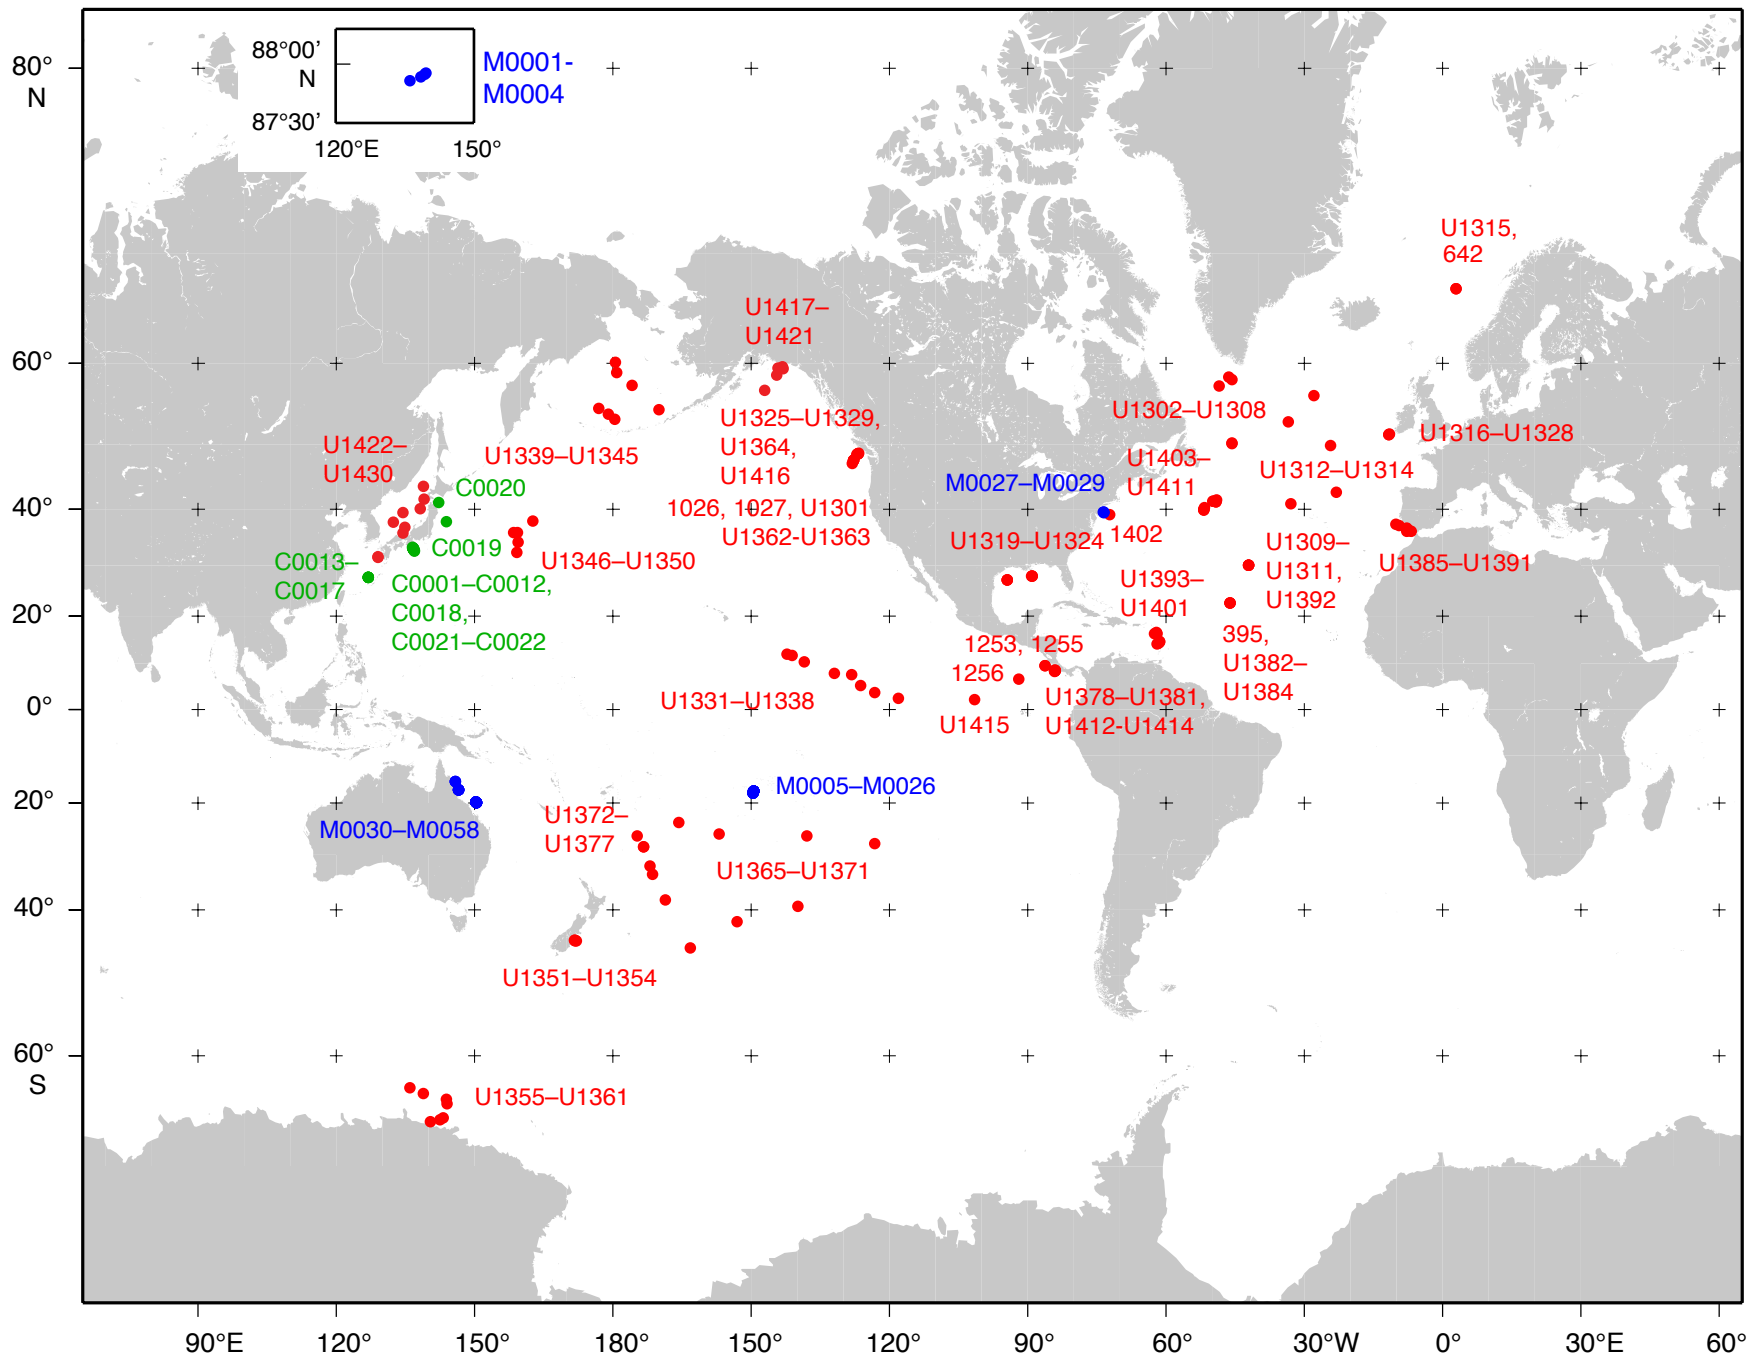 88°00'
N
87°30'
120°E 150°
M0001-
M0004
80°
N
U1315,
642
U1417–
U1421
60°
U1325–U1329,
U1364,
U1416
U1302–U1308
U1316–U1328
U1422–
U1430
U1339–U1345
U1403–
U1411
U1312–U1314
C0020
M0027–M0029
40°
1026, 1027, U1301
U1362-U1363
C0019
U1346–U1350
U1319–U1324
1402
U1309–
U1311,
U1392
U1385–U1391
C0013–
C0017
C0001–C0012,
C0018,
C0021–C0022
U1393–
U1401
20°
395,
U1382–
U1384
1253, 1255
1256
U1331–U1338
U1378–U1381,
U1412-U1414
U1415
0°
M0005–M0026
20°
M0030–M0058
U1372–
U1377
U1365–U1371
40°
U1351–U1354
60°
S
U1355–U1361
90°E 120° 150° 180° 150° 120° 90° 60° 30°W 0° 30°E 60°